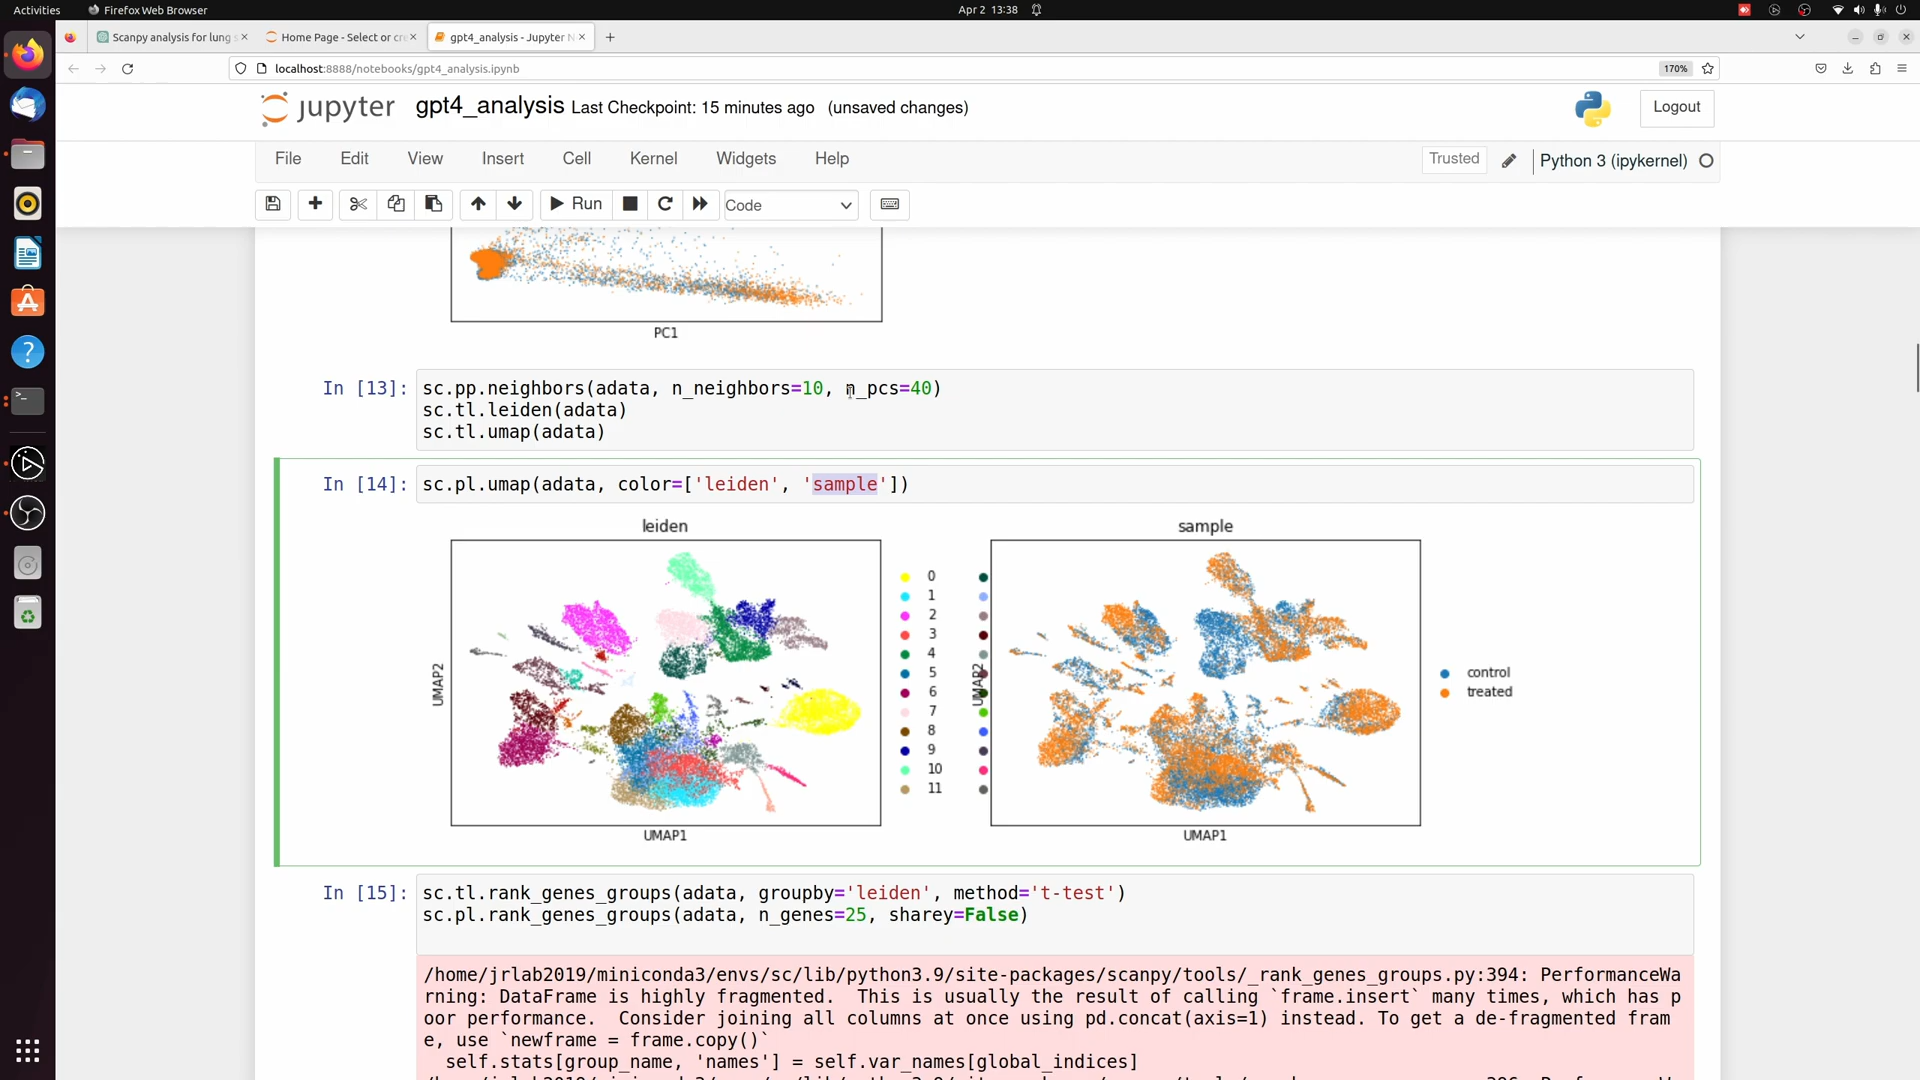 Activities
Firefox Web Browser
Apr 2 13:38
Scanpy analysis for lung
Home Page - Select or cre
gpt4_analysis - Jupyter N
localhost:8888/notebooks/gpt4_analysis.ipynb
170%
jupyter
gpt4_analysis Last Checkpoint: 15 minutes ago (unsaved changes)
Logout
File Edit View Insert Cell Kernel Widgets Help
Trusted
Python 3 (ipykernel)
Run
Code
PC1
In [13]: sc.pp.neighbors(adata, n_neighbors=10, n_pcs=40)
sc.tl.leiden(adata)
sc.tl.umap(adata)
In [14]: sc.pl.umap(adata, color=['leiden', 'sample'])
leiden
sample
UMAP2
0
1
2
3
4
5
6
7
8
9
10
11
UMAP2
control
treated
UMAP1
UMAP1
In [15]: sc.tl.rank_genes_groups(adata, groupby='leiden', method='t-test')
sc.pl.rank_genes_groups(adata, n_genes=25, sharey=False)
/home/jrlab2019/miniconda3/envs/sc/lib/python3.9/site-packages/scanpy/tools/_rank_genes_groups.py:394: PerformanceWa
rning: DataFrame is highly fragmented.  This is usually the result of calling `frame.insert` many times, which has p
oor performance.  Consider joining all columns at once using pd.concat(axis=1) instead. To get a de-fragmented fram
e, use `newframe = frame.copy()`
self.stats[group_name, 'names'] = self.var_names[global_indices]